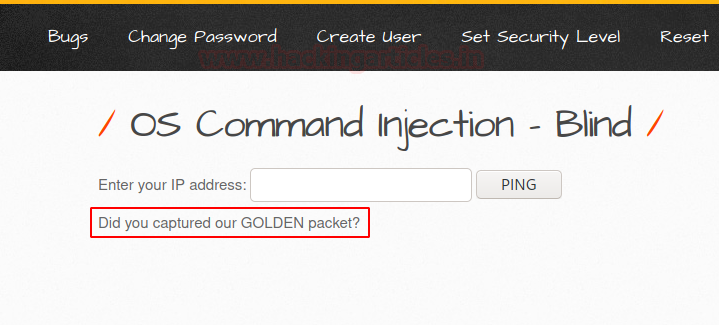 Bugs Change Password Create User Set Security Level Reset
www.hackingarticles.in
/ OS Command Injection - Blind /
Enter your IP address: PING
Did you captured our GOLDEN packet?